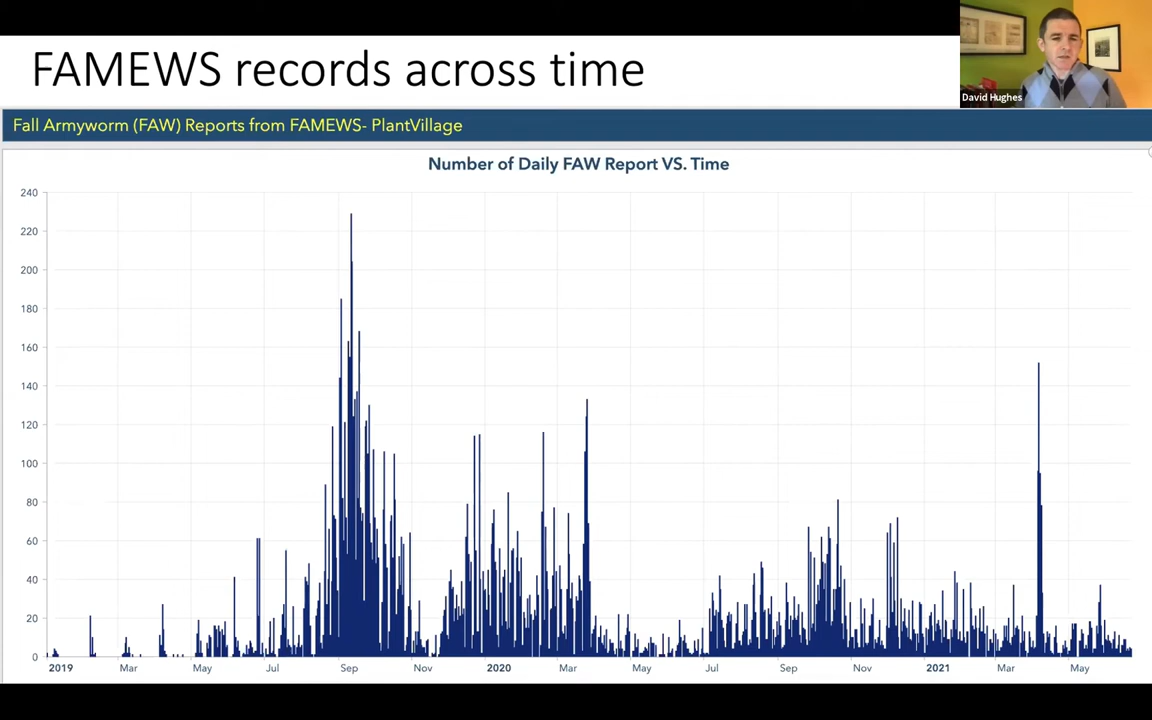 FAMEWS records across time
David Hughes
Fall Armyworm (FAW) Reports from FAMEWS- PlantVillage
Number of Daily FAW Report VS. Time
240
220
200
180
160
140
120
100
80
60
40
20
0
2019 Mar May Jul Sep Nov 2020 Mar May Jul Sep Nov 2021 Mar May